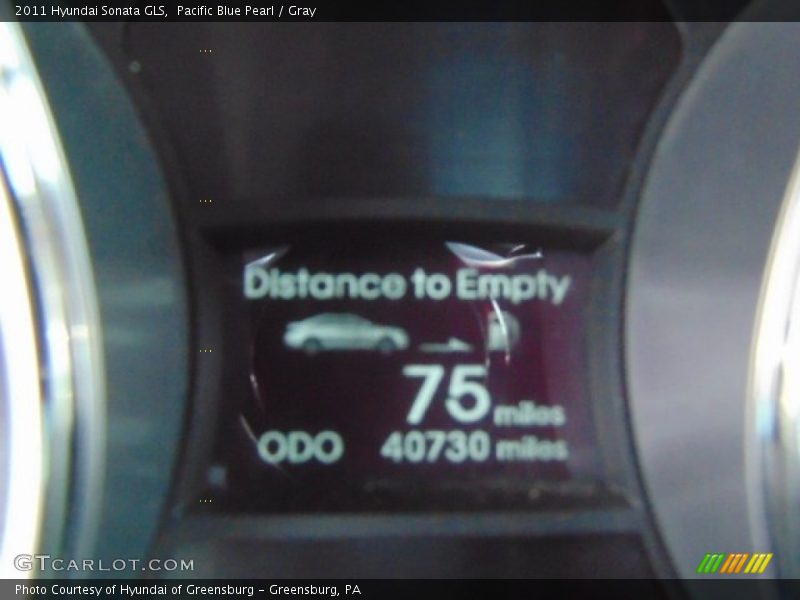 2011 Hyundai Sonata GLS, Pacific Blue Pearl / Gray
Distance to Empty
75 miles
ODO 40730 miles
GTCARLOT.COM
Photo Courtesy of Hyundai of Greensburg - Greensburg, PA